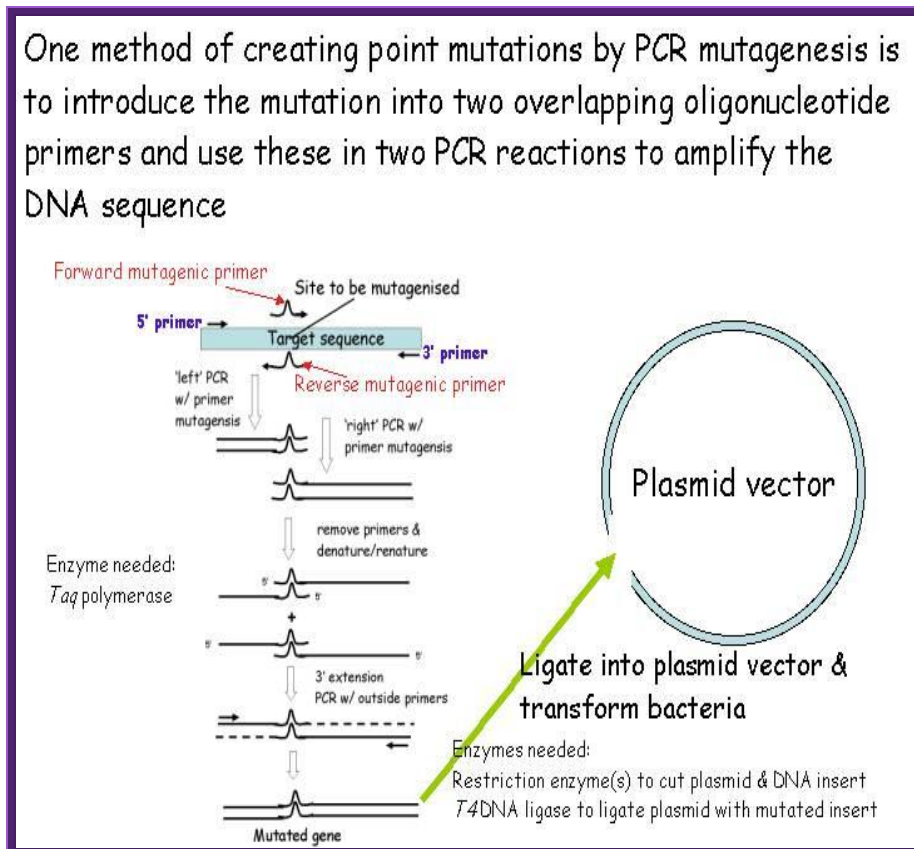 One method of creating point mutations by PCR mutagenesis is
to introduce the mutation into two overlapping oligonucleotide
primers and use these in two PCR reactions to amplify the
DNA sequence
Forward mutagenic primer
Site to be mutagenised
5' primer
Target sequence
3' primer
Reverse mutagenic primer
'left' PCR
w/ primer
mutagensis
'right' PCR w/
primer mutagensis
Plasmid vector
remove primers &
denature/renature
Enzyme needed:
Taq polymerase
5'
5'
+
5'
5'
3' extension
PCR w/ outside primers
Ligate into plasmid vector &
transform bacteria
Enzymes needed:
Restriction enzyme(s) to cut plasmid & DNA insert
T4 DNA ligase to ligate plasmid with mutated insert
Mutated gene